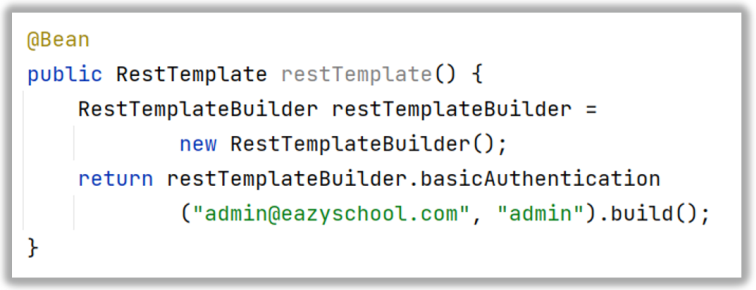 @Bean
public RestTemplate restTemplate() {
    RestTemplateBuilder restTemplateBuilder =
            new RestTemplateBuilder();
    return restTemplateBuilder.basicAuthentication
            ("admin@eazyschool.com", "admin").build();
}